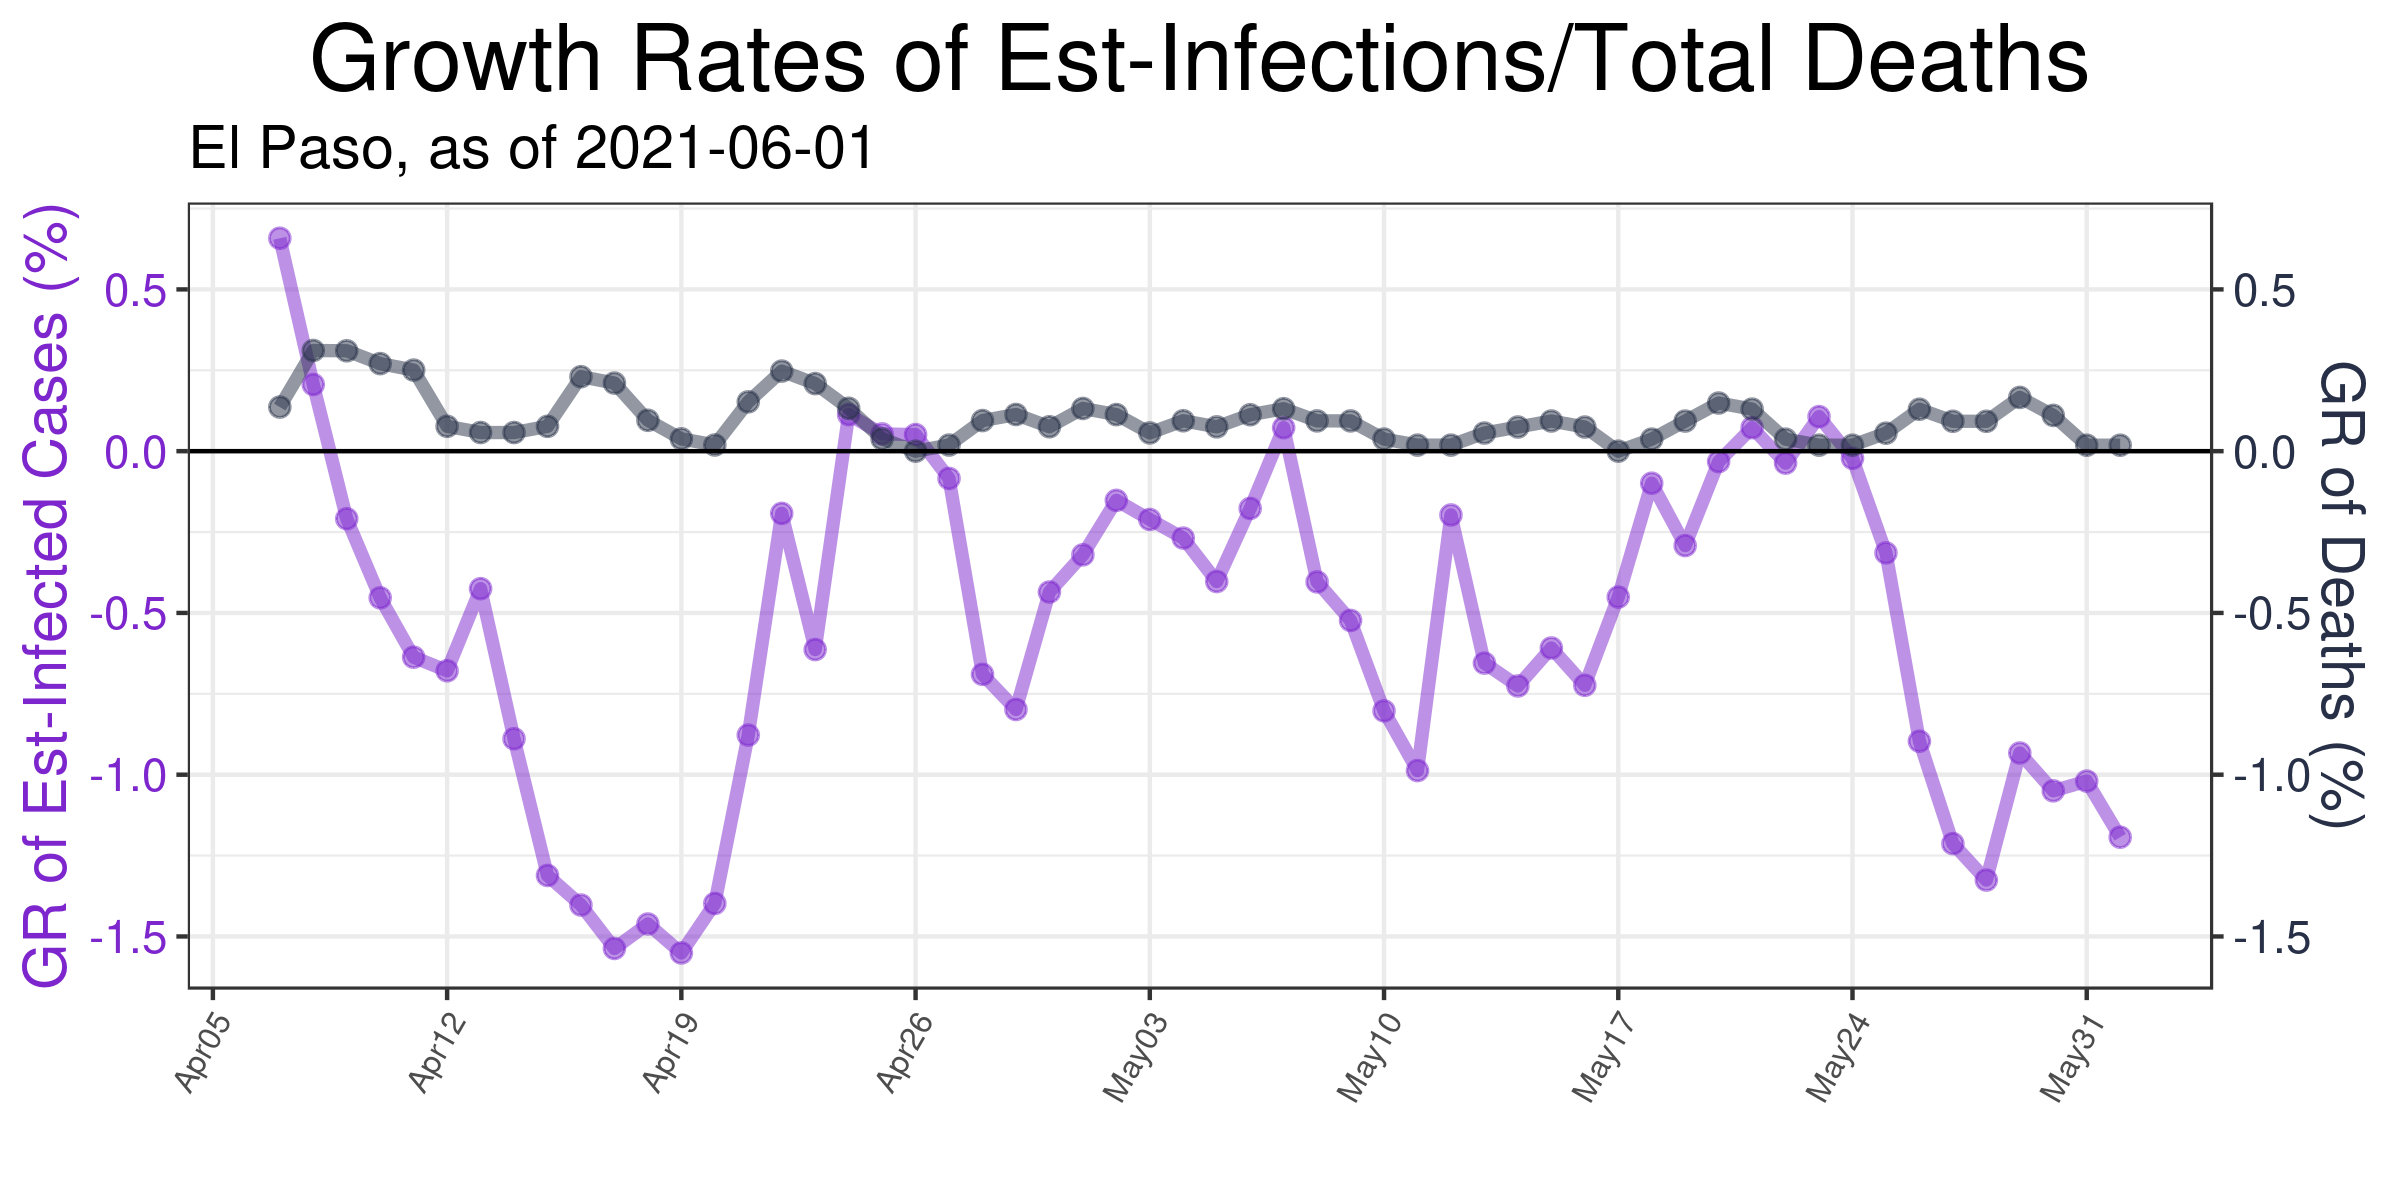 Growth Rates of Est-Infections/Total Deaths
El Paso, as of 2021-06-01
GR of Est-Infected Cases (%)
0.5
0.0
-0.5
-1.0
-1.5
0.5
0.0
-0.5
-1.0
-1.5
GR of Deaths (%)
Apr05
Apr12
Apr19
Apr26
May03
May10
May17
May24
May31